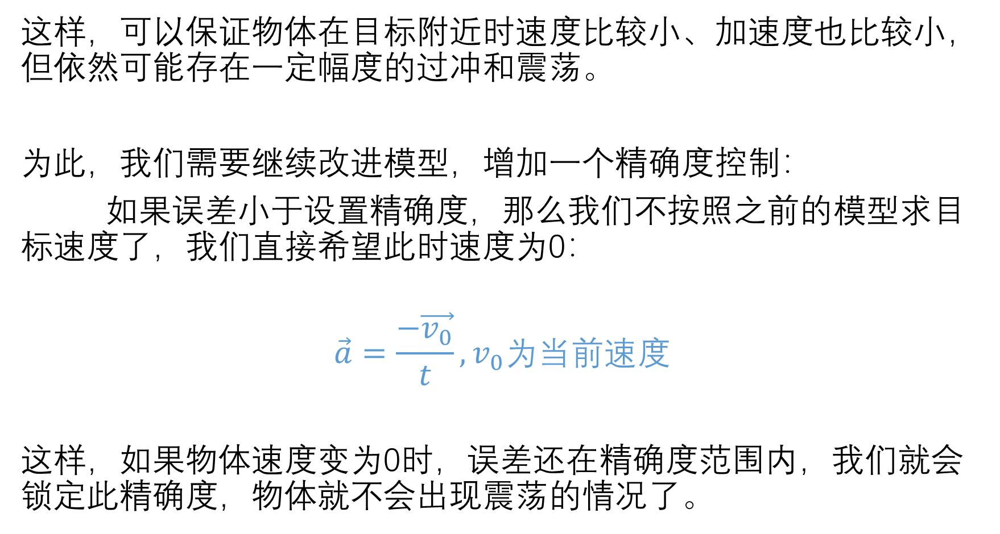 这样，可以保证物体在目标附近时速度比较小、加速度也比较小，
但依然可能存在一定幅度的过冲和震荡。
为此，我们需要继续改进模型，增加一个精确度控制：
如果误差小于设置精确度，那么我们不按照之前的模型求目
标速度了，我们直接希望此时速度为0：
$\vec{a} = \frac{-\overrightarrow{v_0}}{t}, v_0 为当前速度$
这样，如果物体速度变为0时，误差还在精确度范围内，我们就会
锁定此精确度，物体就不会出现震荡的情况了。